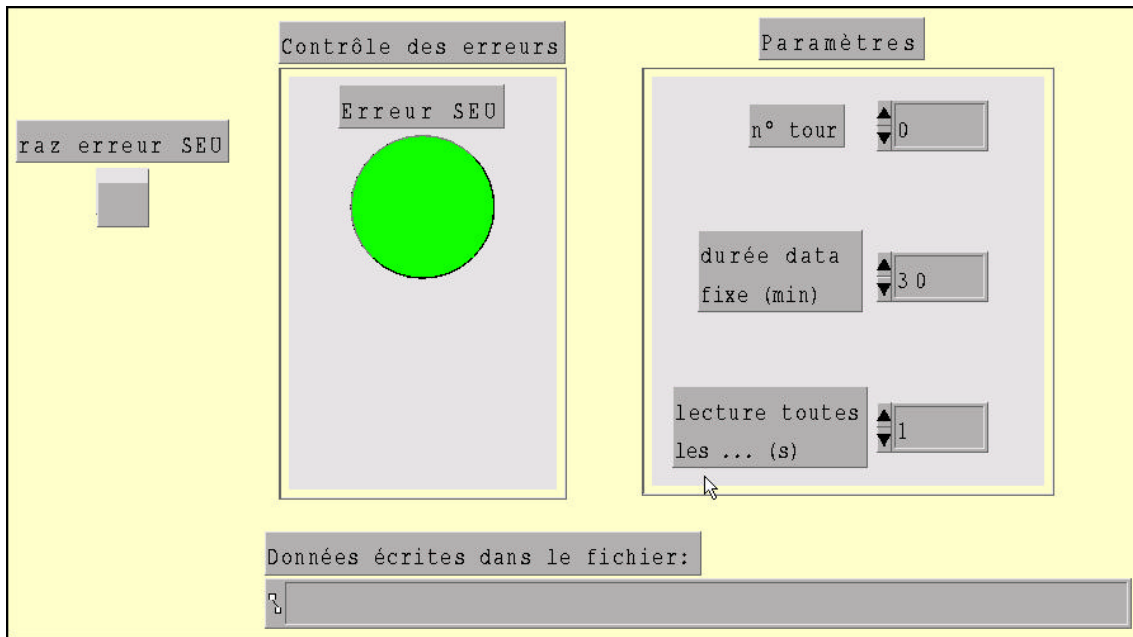 Contrôle des erreurs
Paramètres
Erreur SEU
raz erreur SEU
n° tour
0
durée data
fixe (min)
30
lecture toutes
les ... (s)
1
Données écrites dans le fichier: